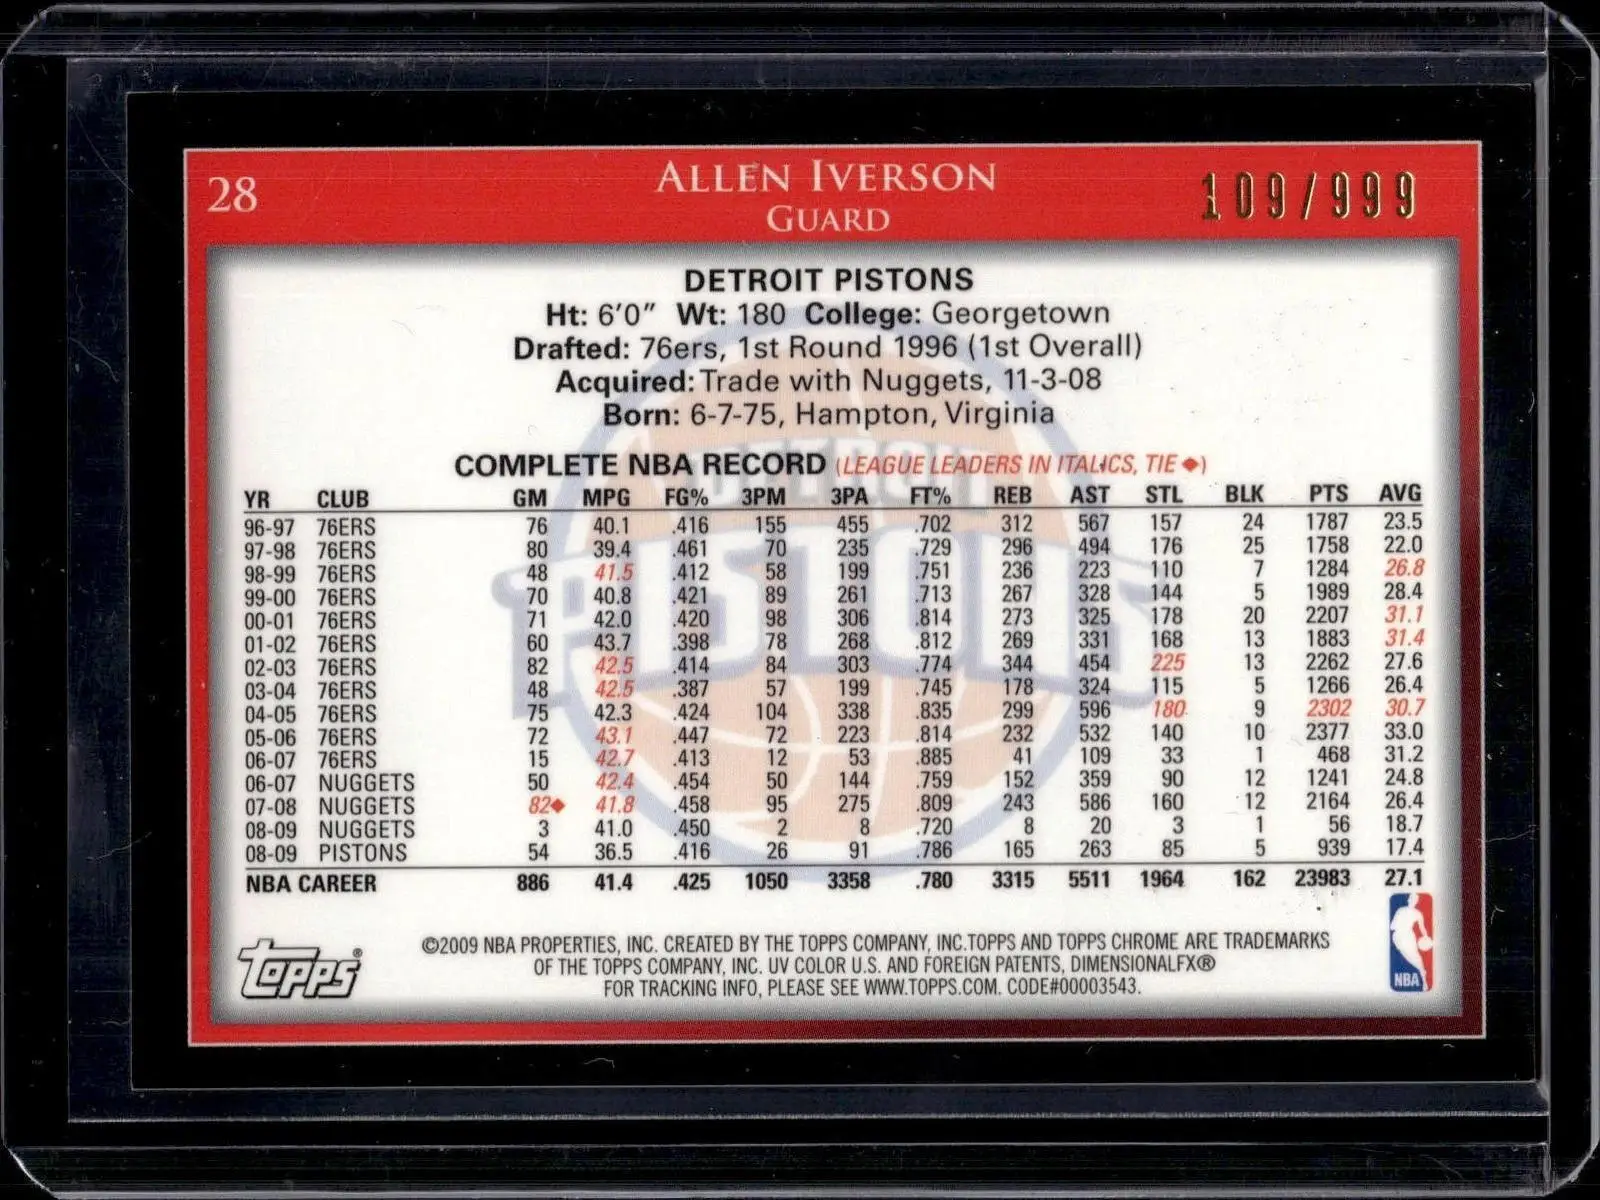 28
ALLEN IVERSON
109/999
GUARD
DETROIT PISTONS
Ht: 6'0" Wt: 180 College: Georgetown
Drafted: 76ers, 1st Round 1996 (1st Overall)
Acquired: Trade with Nuggets, 11-3-08
Born: 6-7-75, Hampton, Virginia
COMPLETE NBA RECORD (LEAGUE LEADERS IN ITALICS, TIE ◆)
YR CLUB GM MPG FG% 3PM 3PA FT% REB AST STL BLK PTS AVG
96-97 76ERS 76 40.1 .416 155 455 .702 312 567 157 24 1787 23.5
97-98 76ERS 80 39.4 .461 70 235 .729 296 494 176 25 1758 22.0
98-99 76ERS 48 41.5 .412 58 199 .751 236 223 110 7 1284 26.8
99-00 76ERS 70 40.8 .421 89 261 .713 267 328 144 5 1989 28.4
00-01 76ERS 71 42.0 .420 98 306 .814 273 325 178 20 2207 31.1
01-02 76ERS 60 43.7 .398 78 268 .812 269 331 168 13 1883 31.4
02-03 76ERS 82 42.5 .414 84 303 .774 344 454 225 13 2262 27.6
03-04 76ERS 48 42.5 .387 57 199 .745 178 324 115 5 1266 26.4
04-05 76ERS 75 42.3 .424 104 338 .835 299 596 180 9 2302 30.7
05-06 76ERS 72 43.1 .447 72 223 .814 232 532 140 10 2377 33.0
06-07 76ERS 15 42.7 .413 12 53 .885 41 109 33 1 468 31.2
06-07 NUGGETS 50 42.4 .454 50 144 .759 152 359 90 12 1241 24.8
07-08 NUGGETS 82◆ 41.8 .458 95 275 .809 243 586 160 12 2164 26.4
08-09 NUGGETS 3 41.0 .450 2 8 .720 8 20 3 1 56 18.7
08-09 PISTONS 54 36.5 .416 26 91 .786 165 263 85 5 939 17.4
NBA CAREER 886 41.4 .425 1050 3358 .780 3315 5511 1964 162 23983 27.1
DETROIT
PISTONS
TOPPS®
©2009 NBA PROPERTIES, INC. CREATED BY THE TOPPS COMPANY, INC.TOPPS AND TOPPS CHROME ARE TRADEMARKS
OF THE TOPPS COMPANY, INC. UV COLOR U.S. AND FOREIGN PATENTS, DIMENSIONALFX®
FOR TRACKING INFO, PLEASE SEE WWW.TOPPS.COM. CODE#00003543.
NBA